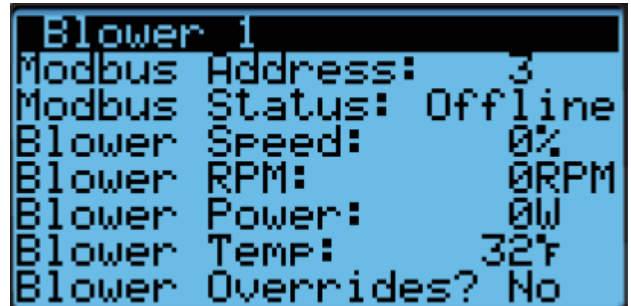 Blower 1
Modbus Address: 3
Modbus Status: Offline
Blower Speed: 0%
Blower RPM: 0RPM
Blower Power: 0W
Blower Temp: 32°F
Blower Overrides? No